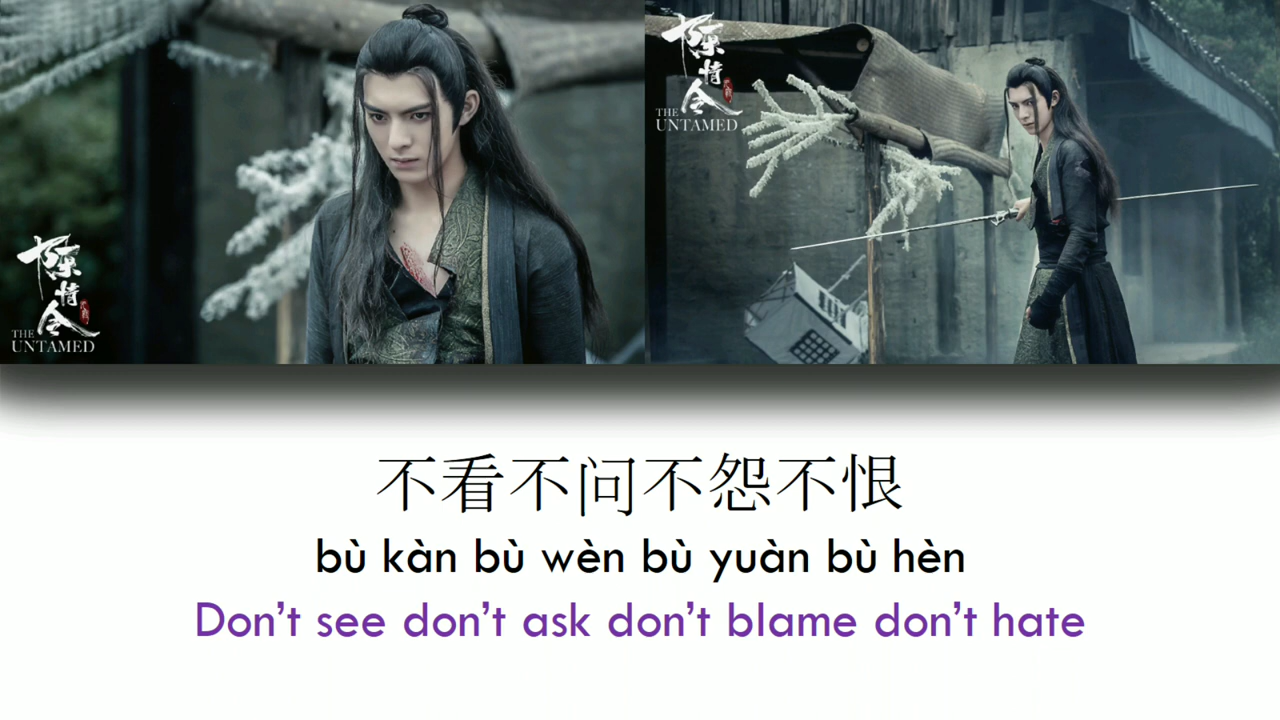 陈情令
THE
UNTAMED
陈情令
THE
UNTAMED
不看不问不怨不恨
bù kàn bù wèn bù yuàn bù hèn
Don’t see don’t ask don’t blame don’t hate